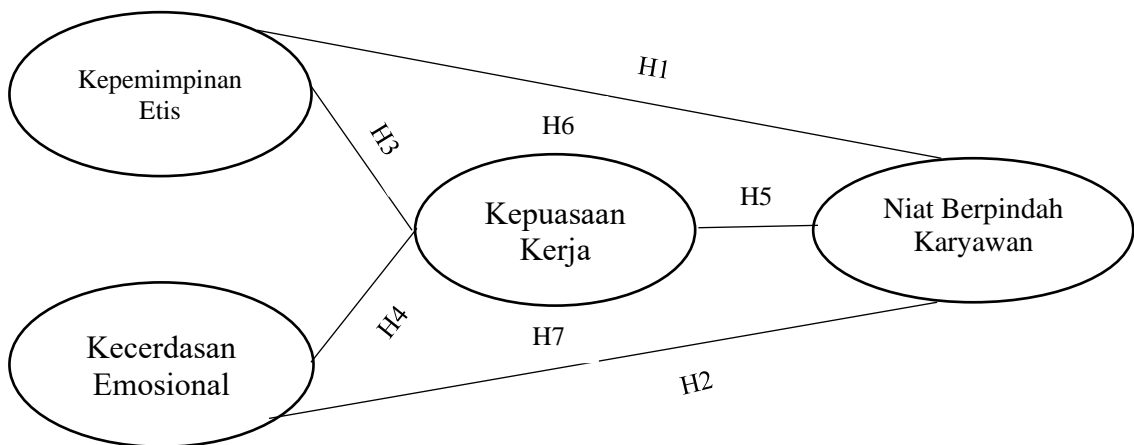 Kepemimpinan
Etis
H1
H3
H6
Kepuasaan
Kerja
H5
Niat Berpindah
Karyawan
H4
Kecerdasan
Emosional
H7
H2